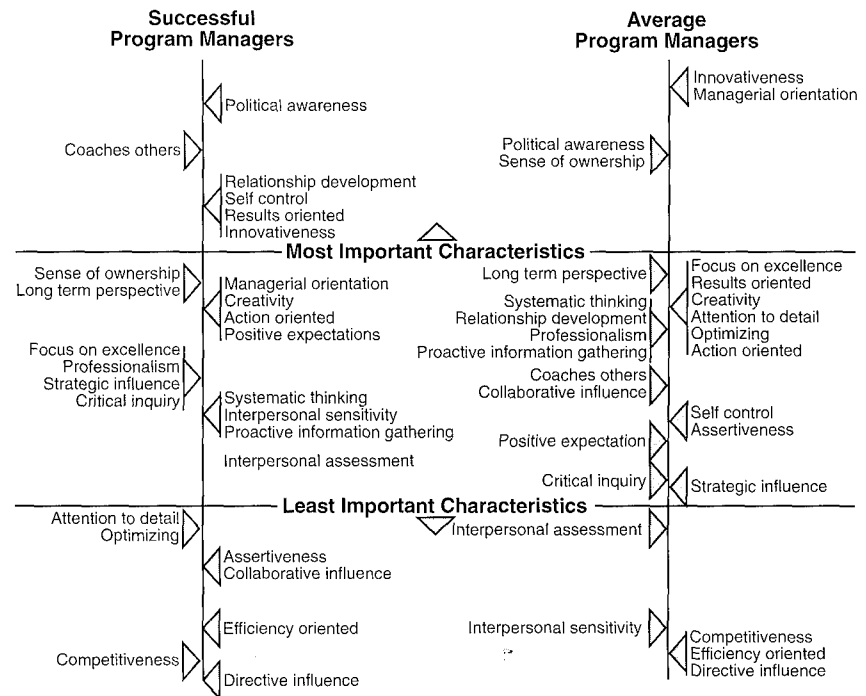 Successful
Program Managers
Average
Program Managers
Political awareness
Coaches others
Relationship development
Self control
Results oriented
Innovativeness
Innovativeness
Managerial orientation
Political awareness
Sense of ownership
Most Important Characteristics
Sense of ownership
Long term perspective
Managerial orientation
Creativity
Action oriented
Positive expectations
Focus on excellence
Professionalism
Strategic influence
Critical inquiry
Systematic thinking
Interpersonal sensitivity
Proactive information gathering
Interpersonal assessment
Long term perspective
Focus on excellence
Results oriented
Creativity
Attention to detail
Optimizing
Action oriented
Systematic thinking
Relationship development
Professionalism
Proactive information gathering
Coaches others
Collaborative influence
Self control
Assertiveness
Positive expectation
Critical inquiry
Strategic influence
Least Important Characteristics
Attention to detail
Optimizing
Assertiveness
Collaborative influence
Efficiency oriented
Competitiveness
Directive influence
Interpersonal assessment
Interpersonal sensitivity
Competitiveness
Efficiency oriented
Directive influence